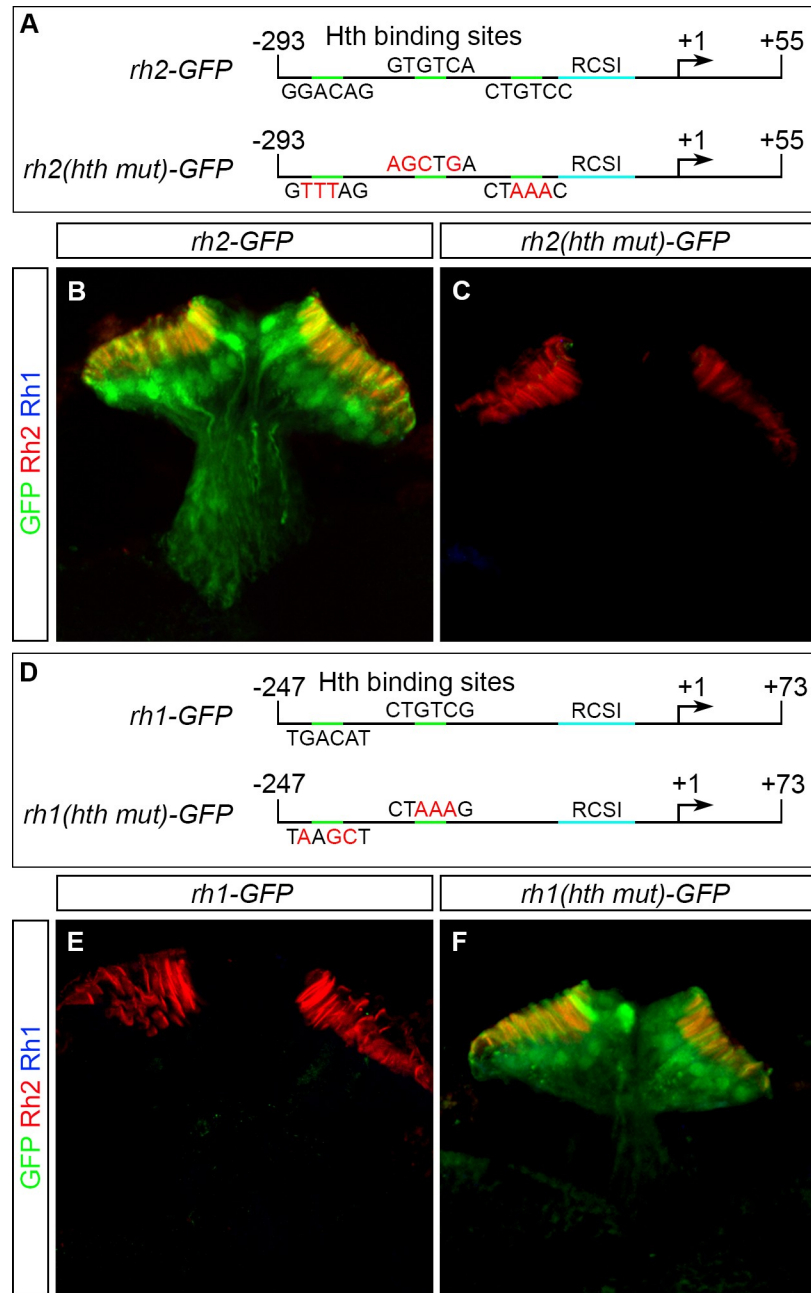 A
-293 Hth binding sites +1 +55
rh2-GFP GTGTCA RCSI
GGACAG CTGTCC
-293 +1 +55
rh2(hth mut)-GFP AGCTGA RCSI
GTTTAG CTAAAC
rh2-GFP rh2(hth mut)-GFP
GFP Rh2 Rh1
B C
D
-247 Hth binding sites +1 +73
rh1-GFP CTGTCG RCSI
TGACAT
-247 +1 +73
rh1(hth mut)-GFP CTAAAG RCSI
TAAGCT
rh1-GFP rh1(hth mut)-GFP
GFP Rh2 Rh1
E F